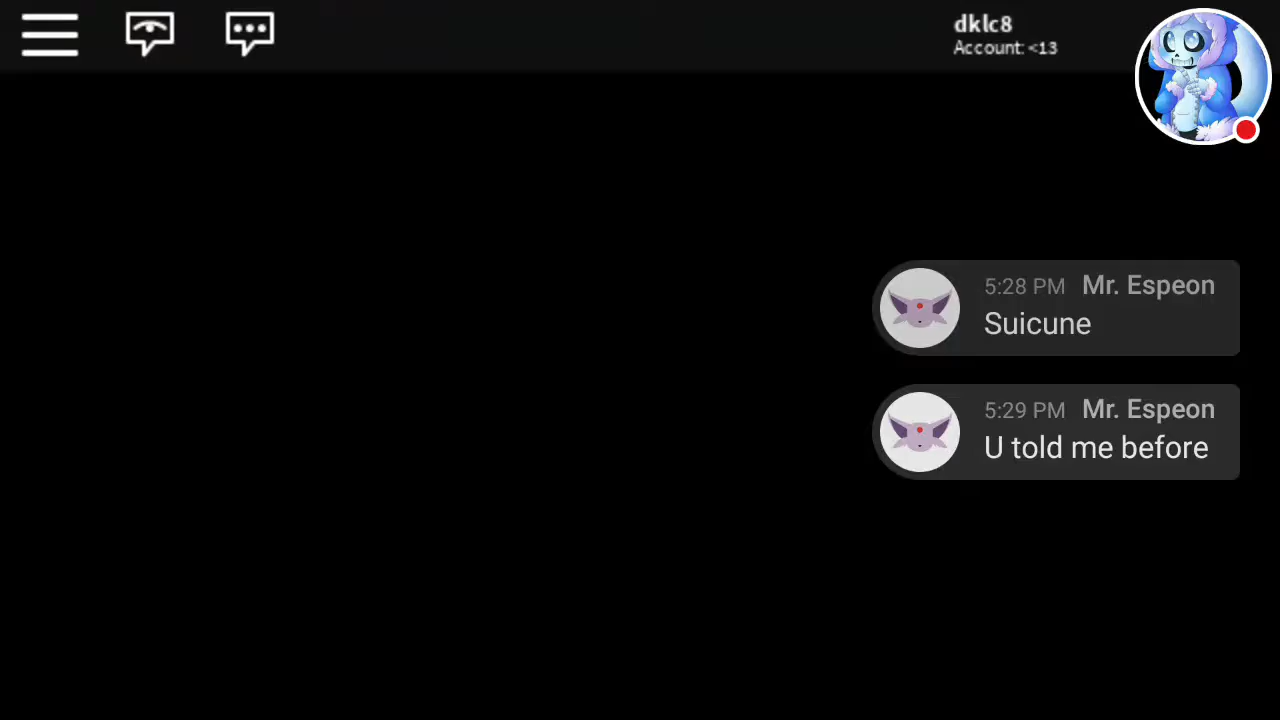 dklc8
Account: <13
5:28 PM Mr. Espeon
Suicune
5:29 PM Mr. Espeon
U told me before